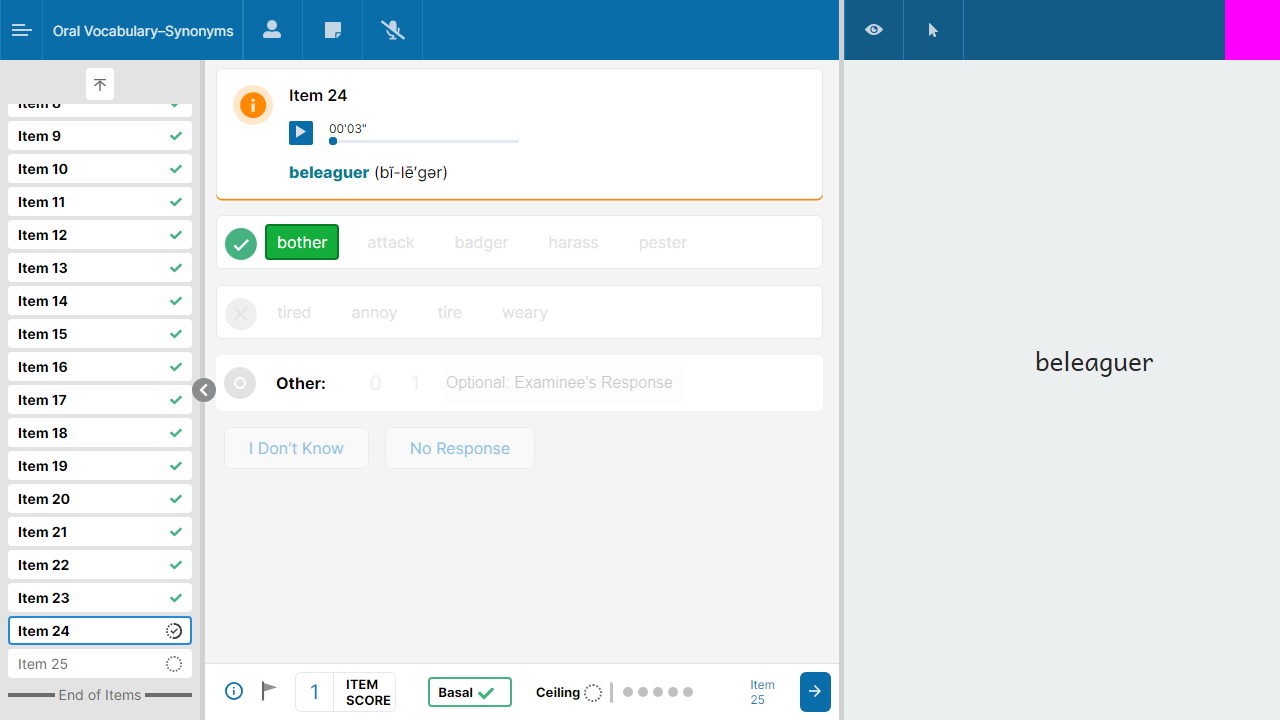 Oral Vocabulary–Synonyms
Item 8
Item 9
Item 10
Item 11
Item 12
Item 13
Item 14
Item 15
Item 16
Item 17
Item 18
Item 19
Item 20
Item 21
Item 22
Item 23
Item 24
Item 25
End of Items
Item 24
00'03"
beleaguer (bĭ-lē′gər)
bother attack badger harass pester
tired annoy tire weary
Other: 0 1 Optional: Examinee's Response
I Don't Know No Response
1 ITEM SCORE
Basal
Ceiling
Item 25
beleaguer